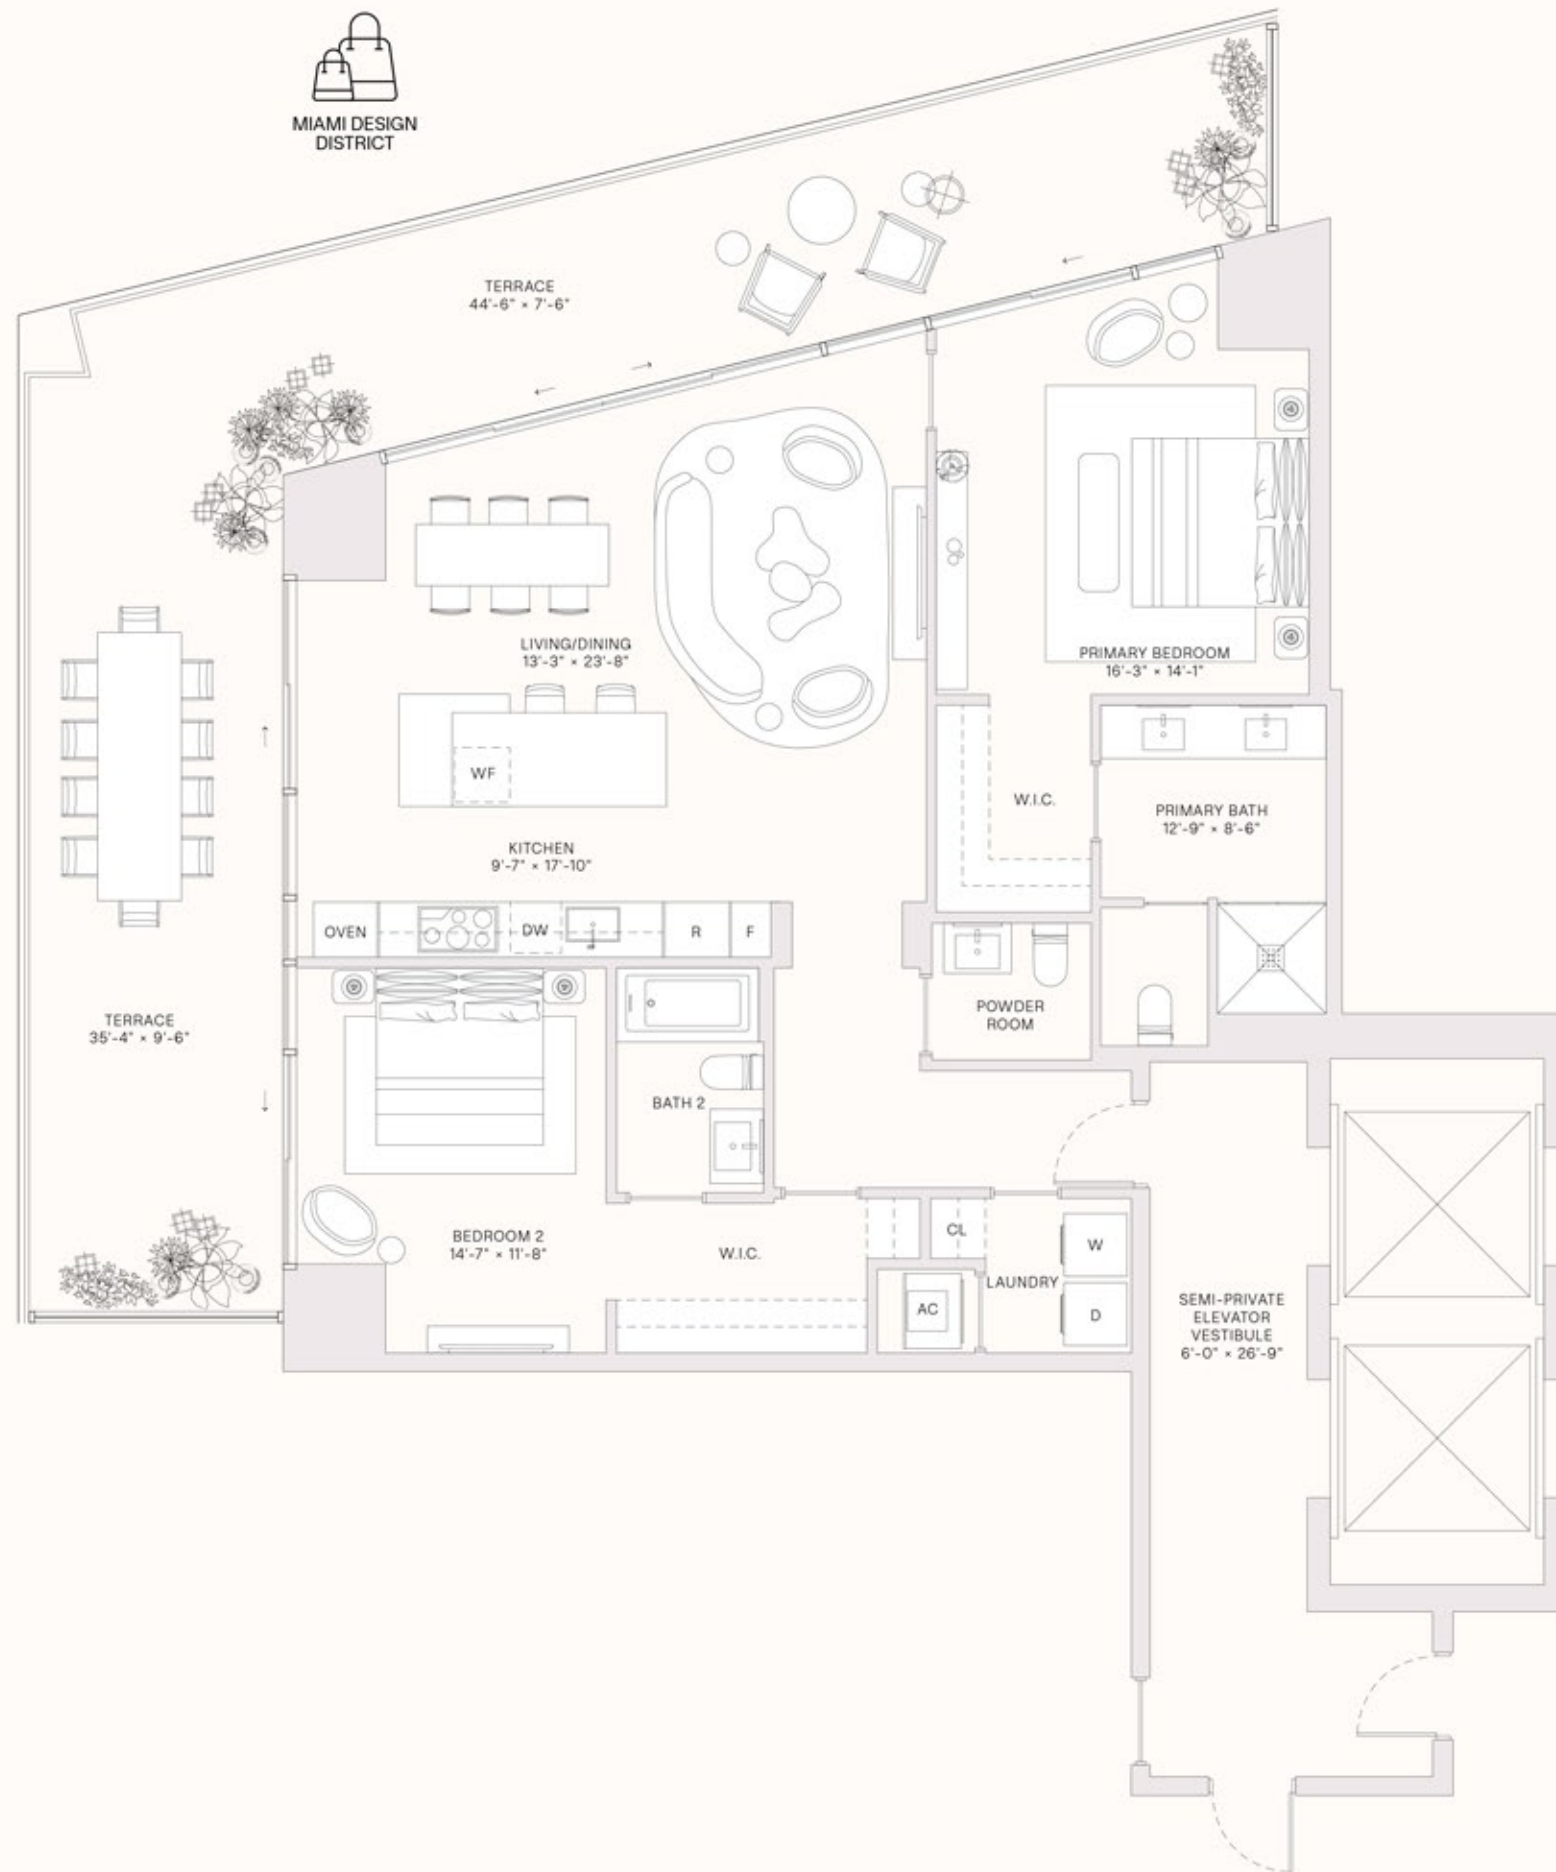 MIAMI DESIGN
DISTRICT
TERRACE
44'-6" × 7'-6"
LIVING/DINING
13'-3" × 23'-8"
PRIMARY BEDROOM
16'-3" × 14'-1"
WF
W.I.C.
PRIMARY BATH
12'-9" × 8'-6"
KITCHEN
9'-7" × 17'-10"
OVEN
DW
R
F
POWDER
ROOM
TERRACE
35'-4" × 9'-6"
BATH 2
BEDROOM 2
14'-7" × 11'-8"
W.I.C.
CL
W
LAUNDRY
AC
D
SEMI-PRIVATE
ELEVATOR
VESTIBULE
6'-0" × 26'-9"